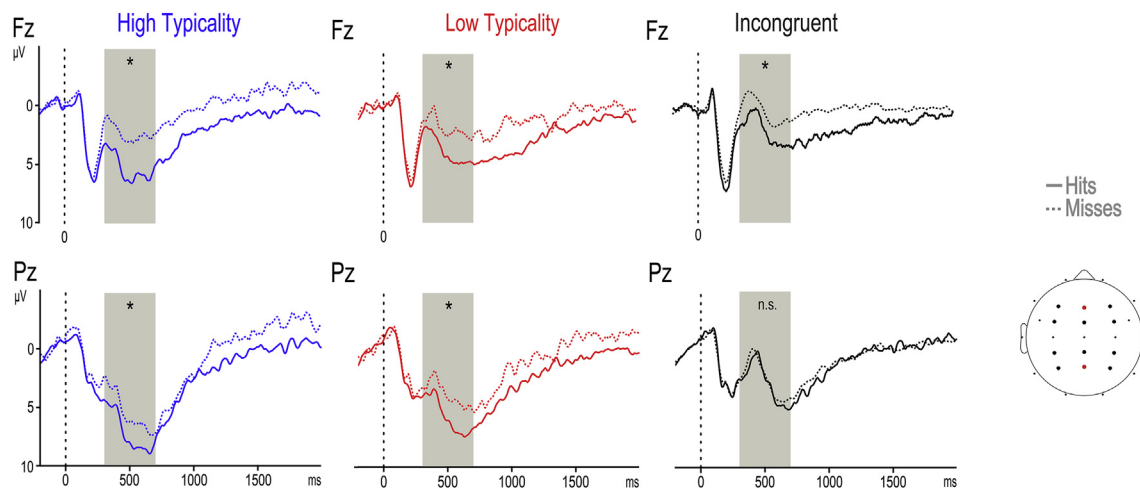 High Typicality Low Typicality Incongruent
Fz Fz Fz
µV
* * *
0
5
10
0 0 0
Hits
Misses
Pz Pz Pz
µV
* * n.s.
0
5
10
0 500 1000 1500 ms 0 500 1000 1500 ms 0 500 1000 1500 ms